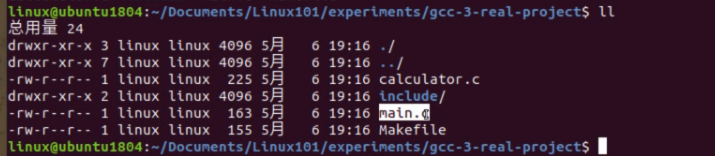 linux@ubuntu1804:~/Documents/Linux101/experiments/gcc-3-real-project$ ll
总用量 24
drwxr-xr-x 3 linux linux 4096 5月   6 19:16 ./
drwxr-xr-x 7 linux linux 4096 5月   6 19:16 ../
-rw-r--r-- 1 linux linux  225 5月   6 19:16 calculator.c
drwxr-xr-x 2 linux linux 4096 5月   6 19:16 include/
-rw-r--r-- 1 linux linux  163 5月   6 19:16 main.c
-rw-r--r-- 1 linux linux  155 5月   6 19:16 Makefile
linux@ubuntu1804:~/Documents/Linux101/experiments/gcc-3-real-project$